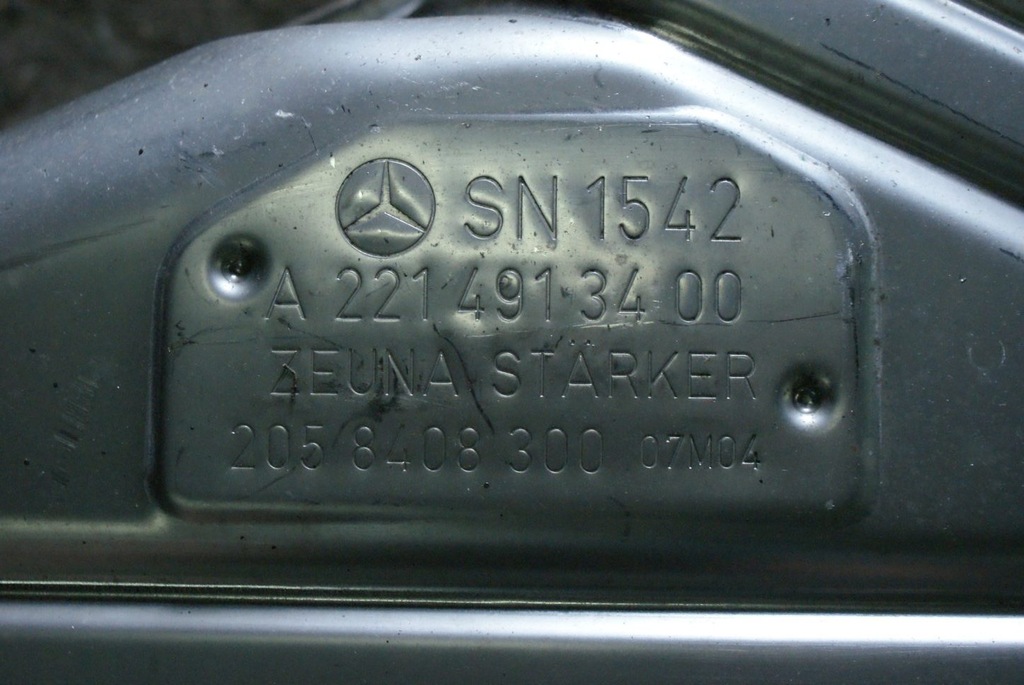 SN 1542
A 221 491 34 00
ZEUNA STÄRKER
205 8408 300 07M04